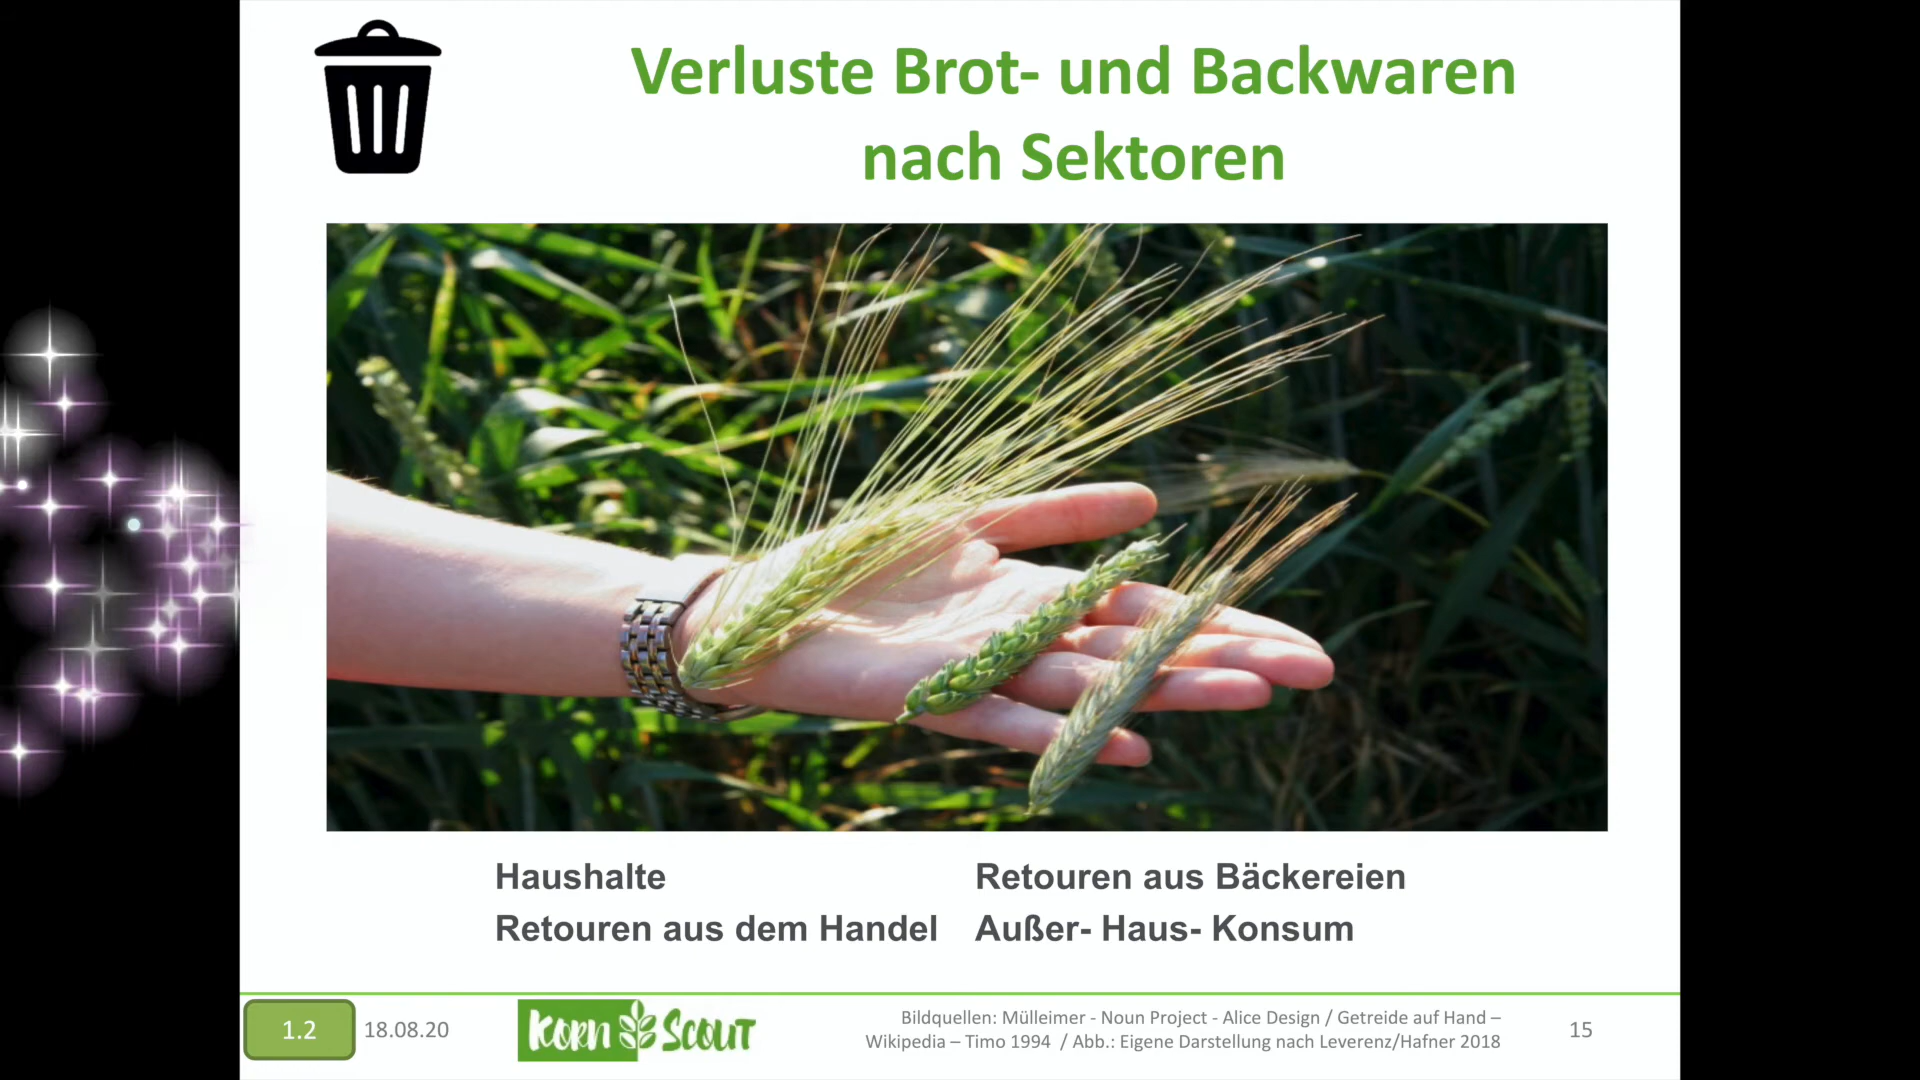 Verluste Brot- und Backwaren
nach Sektoren
Haushalte
Retouren aus Bäckereien
Retouren aus dem Handel
Außer- Haus- Konsum
1.2
18.08.20
Korn Scout
Bildquellen: Mülleimer - Noun Project - Alice Design / Getreide auf Hand –
Wikipedia – Timo 1994 / Abb.: Eigene Darstellung nach Leverenz/Hafner 2018
15